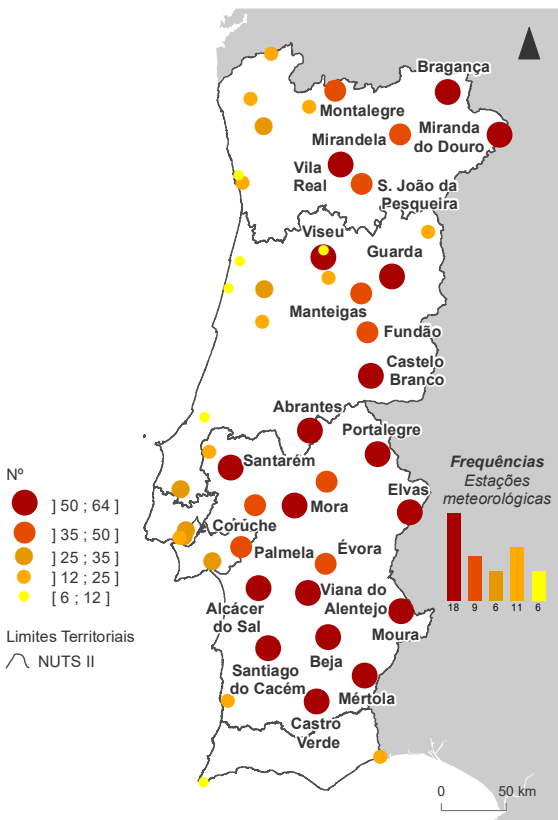 Bragança
Montalegre
Mirandela
Miranda
do Douro
Vila
Real
S. João da
Pesqueira
Viseu
Guarda
Manteigas
Fundão
Castelo
Branco
Abrantes
Portalegre
Santarém
Elvas
Mora
Coruche
Palmela
Évora
Viana do
Alentejo
Alcácer
do Sal
Moura
Beja
Santiago
do Cacém
Mértola
Castro
Verde
Nº
] 50 ; 64 ]
] 35 ; 50 ]
] 25 ; 35 ]
] 12 ; 25 ]
[ 6 ; 12 ]
Limites Territoriais
NUTS II
Frequências
Estações
meteorológicas
18 9 6 11 6
0 50 km